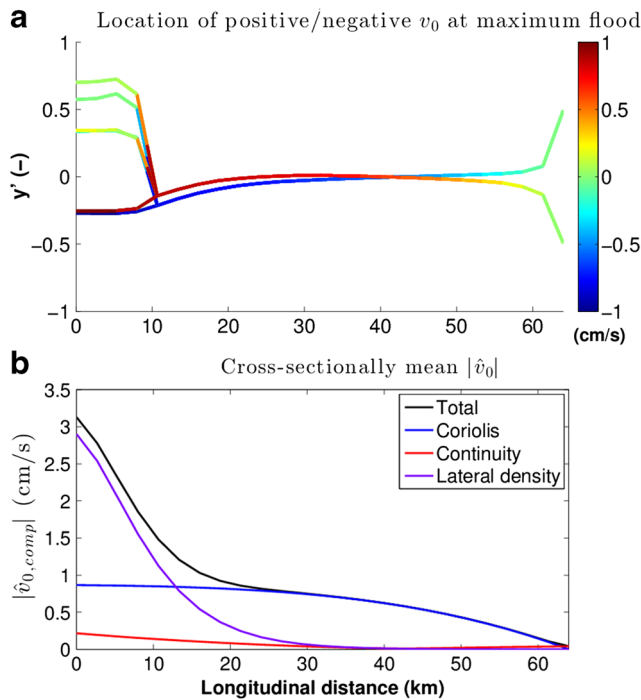 a
Location of positive/negative v₀ at maximum flood
1
0.5
0
−0.5
−1
y' (−)
0
10
20
30
40
50
60
1
0.5
0
−0.5
−1
(cm/s)
b
Cross-sectionally mean |v̂₀|
3.5
3
2.5
2
1.5
1
0.5
0
|v̂₀,comp| (cm/s)
Total
Coriolis
Continuity
Lateral density
0
10
20
30
40
50
60
Longitudinal distance (km)